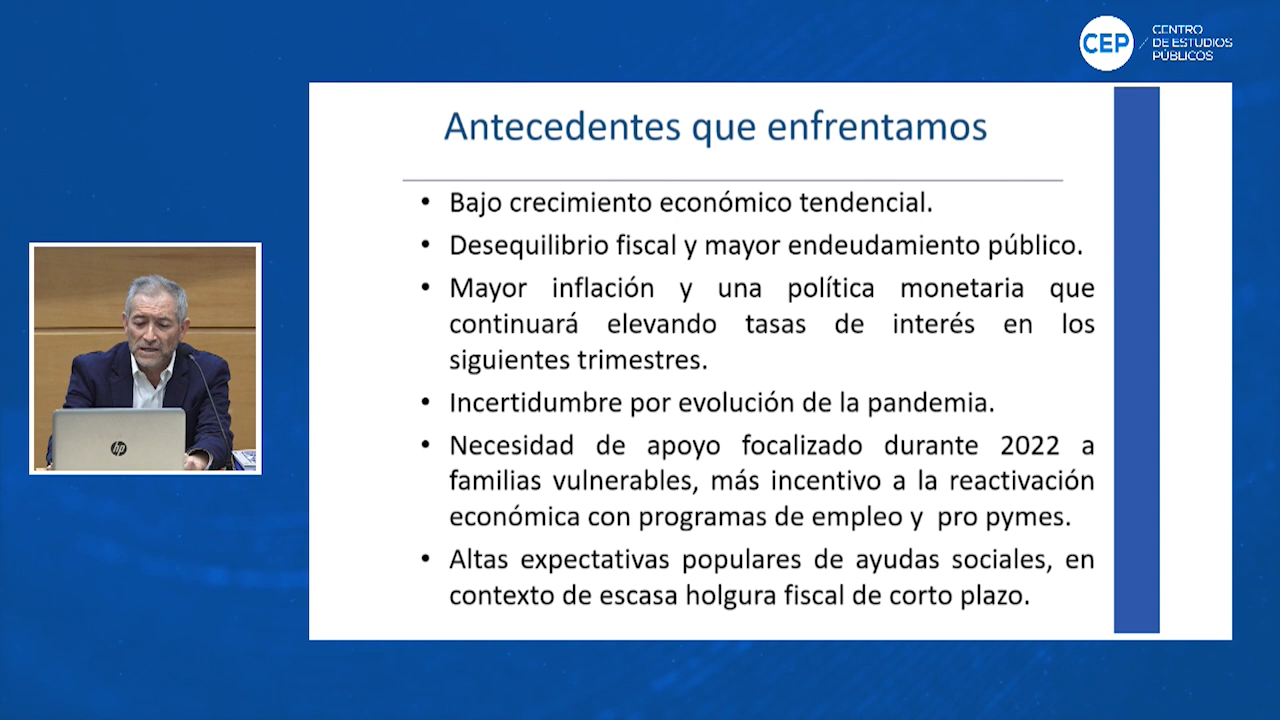 CEP
CENTRO
DE ESTUDIOS
PÚBLICOS
Antecedentes que enfrentamos
• Bajo crecimiento económico tendencial.
• Desequilibrio fiscal y mayor endeudamiento público.
• Mayor inflación y una política monetaria que
continuará elevando tasas de interés en los
siguientes trimestres.
• Incertidumbre por evolución de la pandemia.
• Necesidad de apoyo focalizado durante 2022 a
familias vulnerables, más incentivo a la reactivación
económica con programas de empleo y pro pymes.
• Altas expectativas populares de ayudas sociales, en
contexto de escasa holgura fiscal de corto plazo.
hp